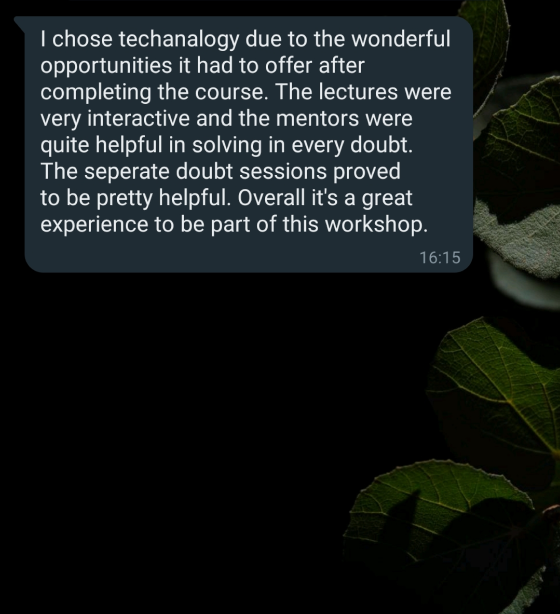 I chose techanalogy due to the wonderful
opportunities it had to offer after
completing the course. The lectures were
very interactive and the mentors were
quite helpful in solving in every doubt.
The seperate doubt sessions proved
to be pretty helpful. Overall it's a great
experience to be part of this workshop.
16:15